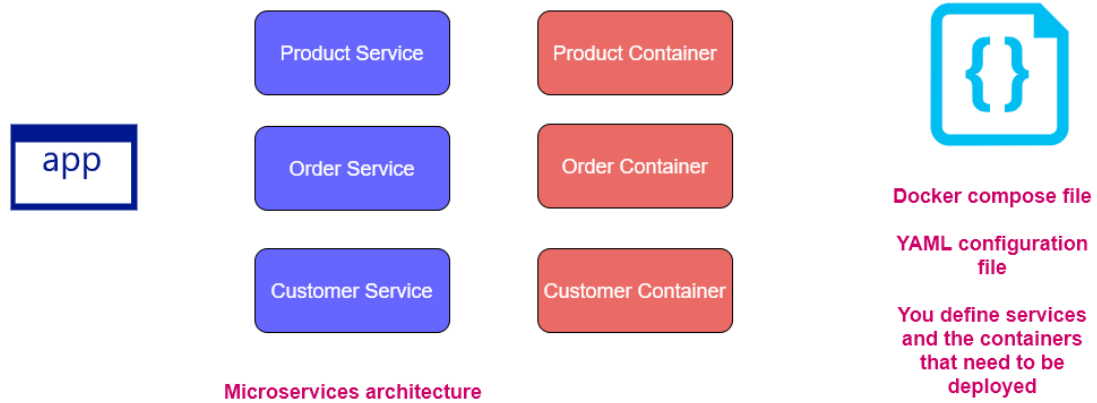 Product Service
Product Container
{}
app
Order Service
Order Container
Docker compose file
YAML configuration
file
Customer Service
Customer Container
You define services
and the containers
that need to be
deployed
Microservices architecture